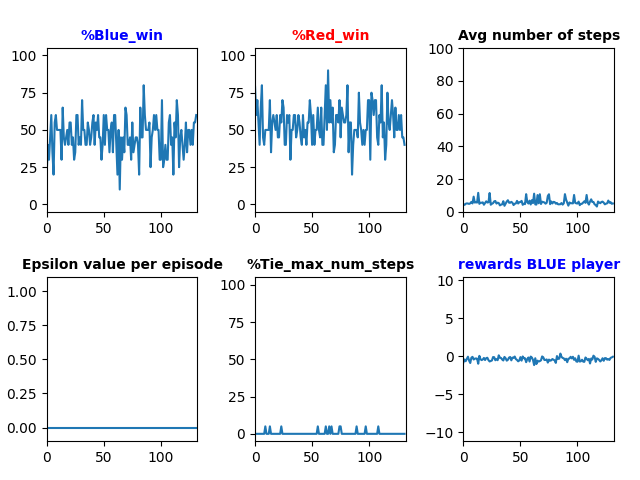 %Blue_win %Red_win Avg number of steps
100 100 100
75 75 80
50 50 60
25 25 40
0 0 20
0
0 50 100 0 50 100 0 50 100
Epsilon value per episode %Tie_max_num_steps rewards BLUE player
1.00 100 10
0.75 75 5
0.50 50 0
0.25 25 −5
0.00 0 −10
0 50 100 0 50 100 0 50 100